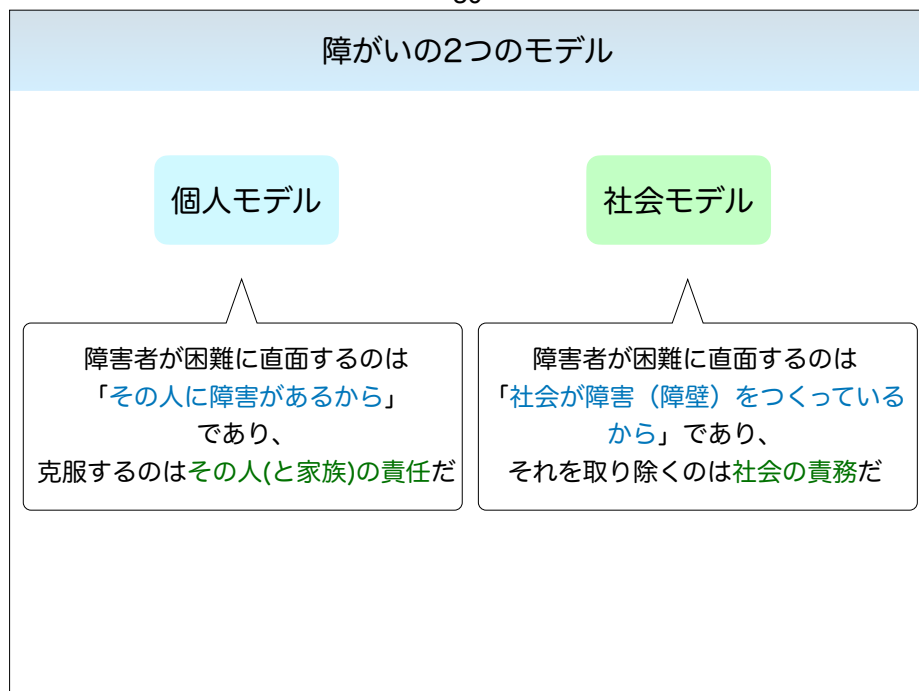 障がいの2つのモデル
個人モデル
障害者が困難に直面するのは
「その人に障害があるから」
であり、
克服するのはその人(と家族)の責任だ
社会モデル
障害者が困難に直面するのは
「社会が障害（障壁）をつくっている
から」であり、
それを取り除くのは社会の責務だ